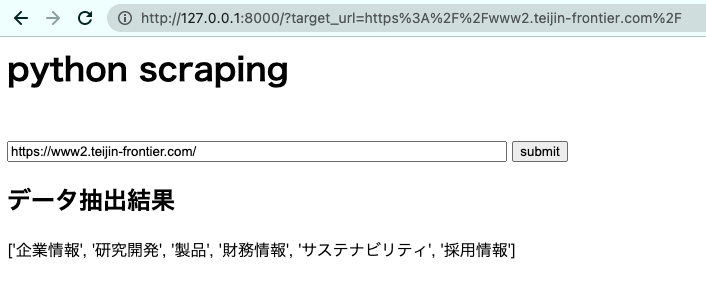 http://127.0.0.1:8000/?target_url=https%3A%2F%2Fwww2.teijin-frontier.com%2F
python scraping
https://www2.teijin-frontier.com/ submit
データ抽出結果
['企業情報', '研究開発', '製品', '財務情報', 'サステナビリティ', '採用情報']